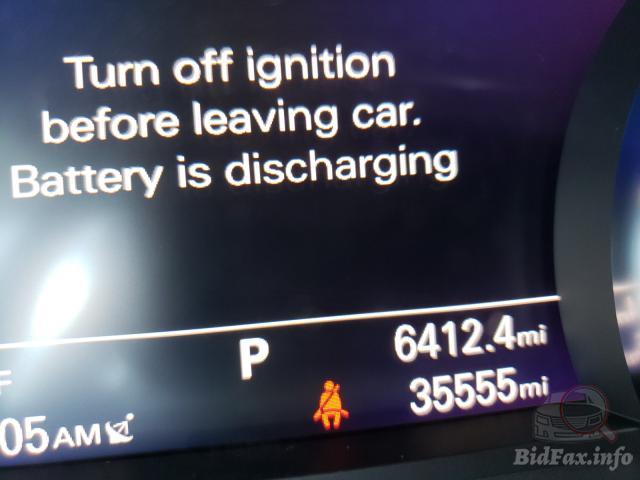 Turn off ignition
before leaving car.
Battery is discharging
F
P
6412.4mi
35555mi
05AM
BidFax.info